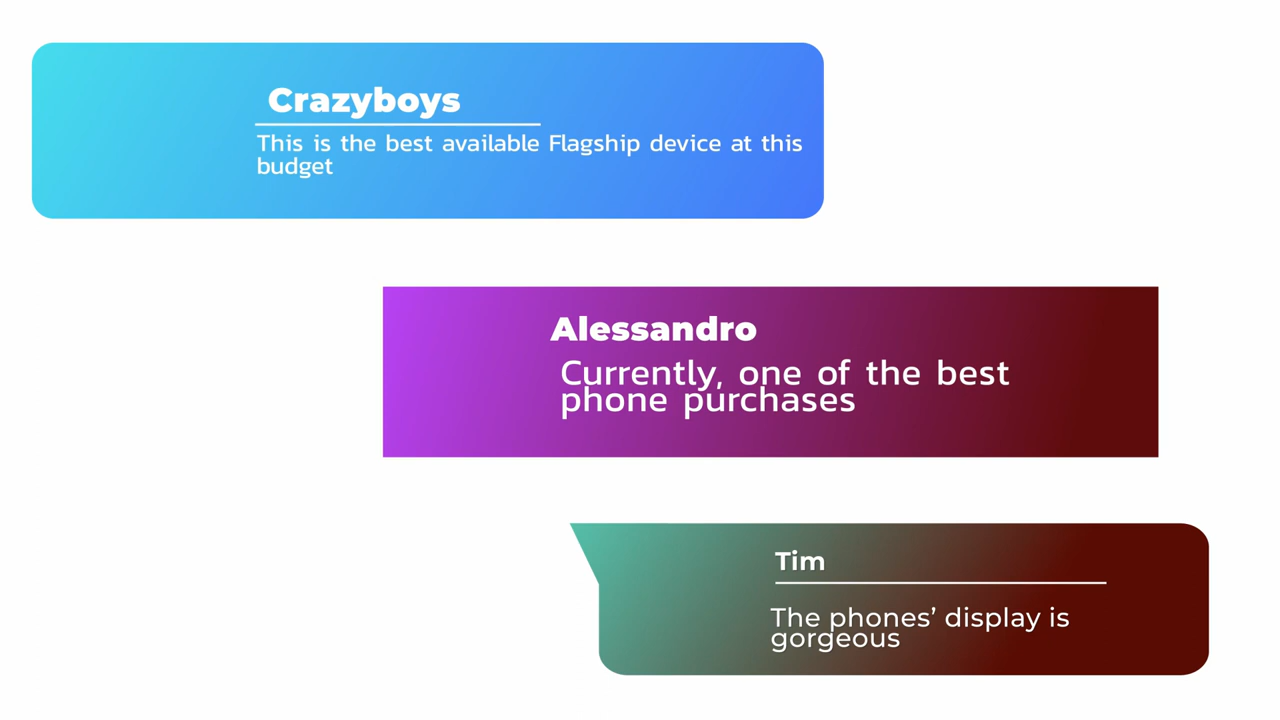 Crazyboys
This is the best available Flagship device at this
budget
Alessandro
Currently, one of the best
phone purchases
Tim
The phones’ display is
gorgeous